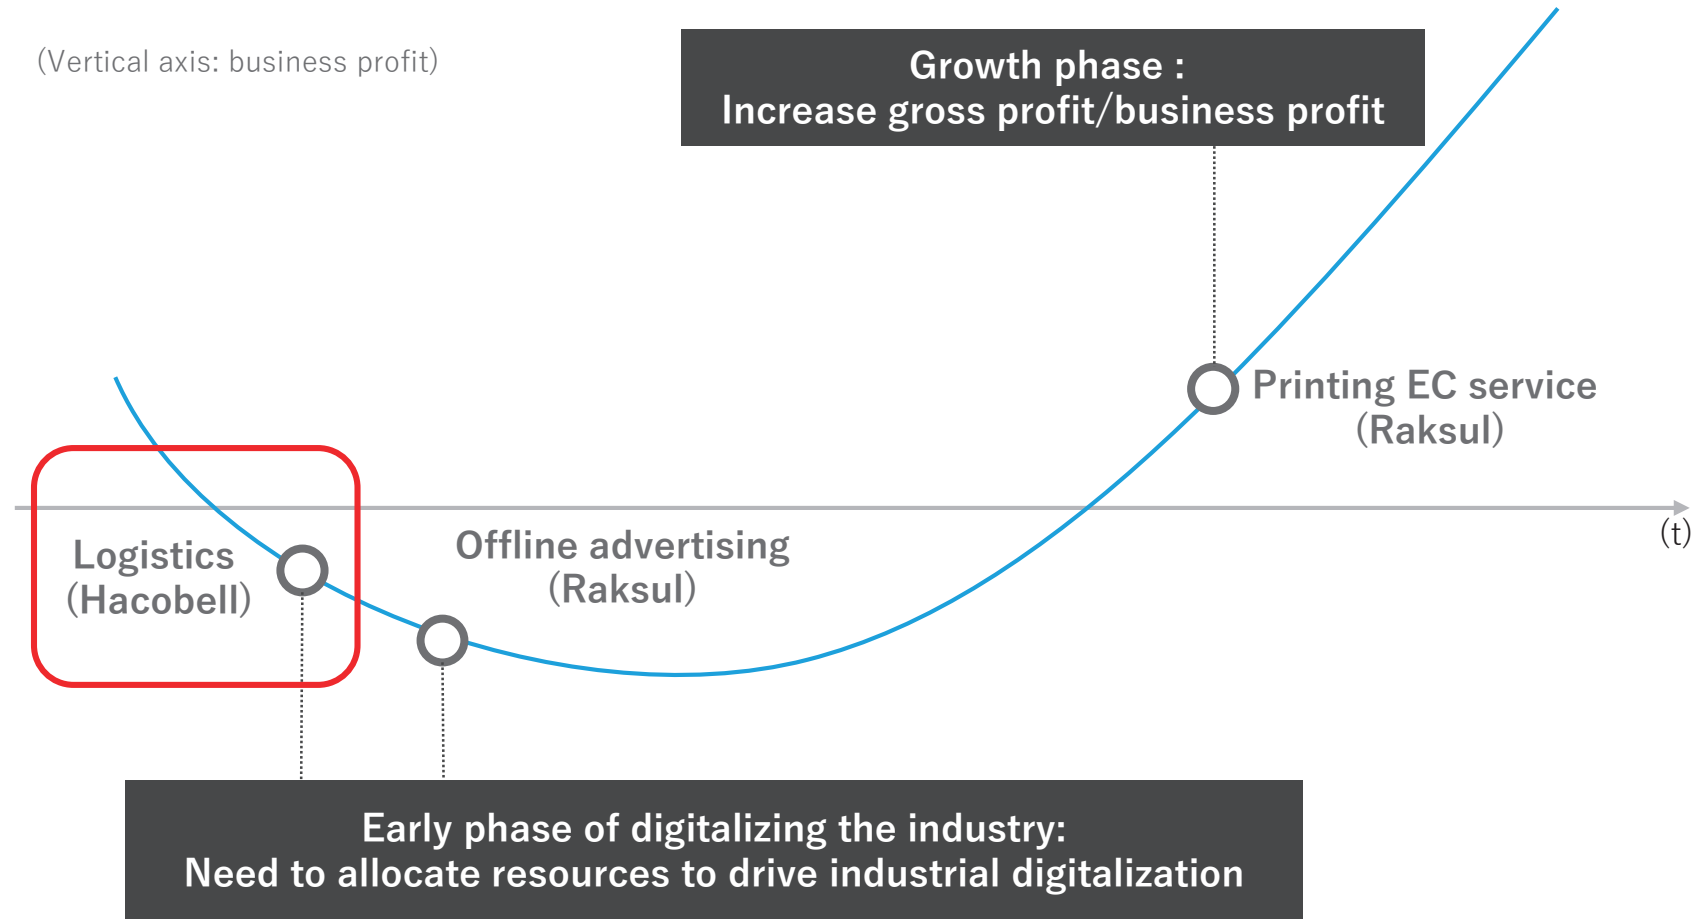 (Vertical axis: business profit)
Growth phase :
Increase gross profit/business profit
Printing EC service
(Raksul)
(t)
Logistics
(Hacobell)
Offline advertising
(Raksul)
Early phase of digitalizing the industry:
Need to allocate resources to drive industrial digitalization